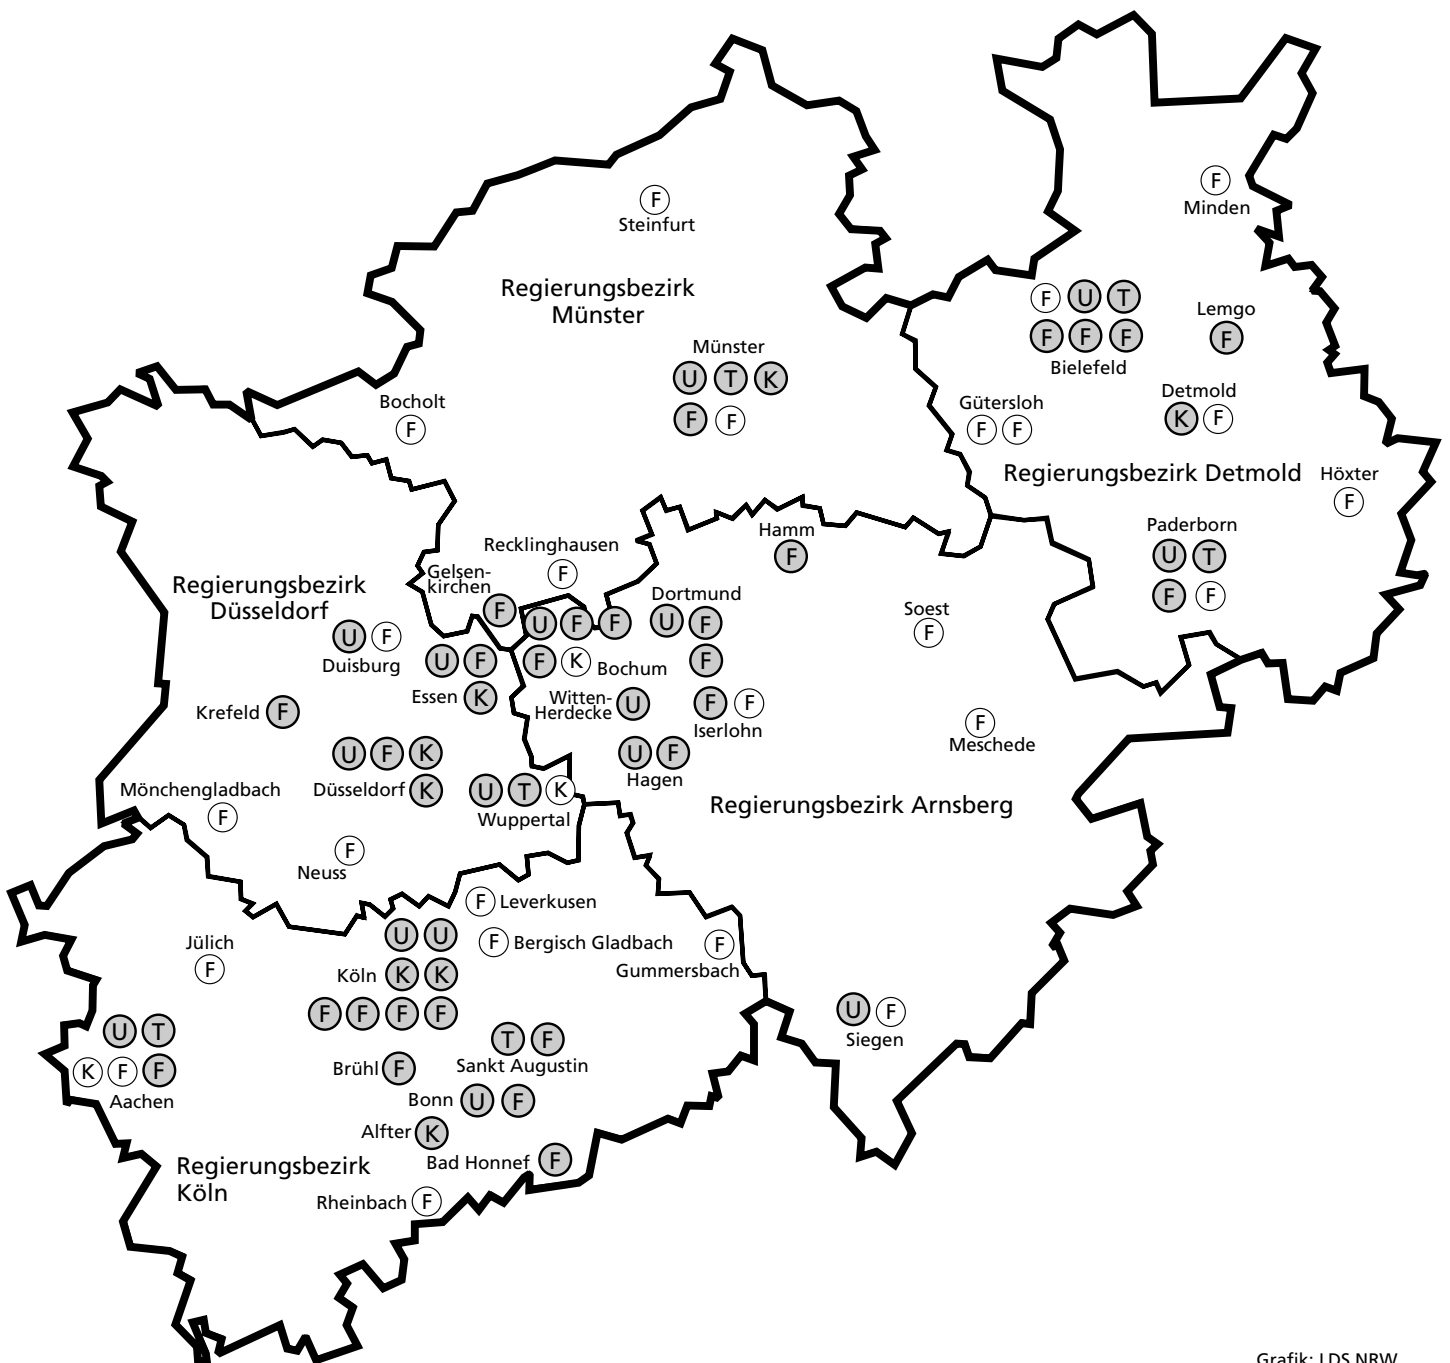 F
Minden
F
Steinfurt
Regierungsbezirk
Münster
F U T
F F F
Bielefeld
Lemgo
F
Münster
U T K
F F
Bocholt
F
Gütersloh
F F
Detmold
K F
Regierungsbezirk Detmold
Höxter
F
Paderborn
U T
F F
Hamm
F
Recklinghausen
F
Gelsen-
kirchen
F
Regierungsbezirk
Düsseldorf
U F
Duisburg
U F F
F K Bochum
Dortmund
U F
F
Soest
F
U F
Essen K
Witten-
Herdecke U
F F
Iserlohn
Krefeld F
F
Meschede
U F K
Düsseldorf K
U F
Hagen
U T K
Wuppertal
Mönchengladbach
F
Regierungsbezirk Arnsberg
F
Neuss
F Leverkusen
Jülich
F
U U
Köln K K
F F F F
F Bergisch Gladbach
F
Gummersbach
U F
Siegen
U T
K F F
Aachen
T F
Sankt Augustin
Brühl F
Bonn U F
Alfter K
Bad Honnef F
Regierungsbezirk
Köln
Rheinbach F
Grafik: LDS NRW